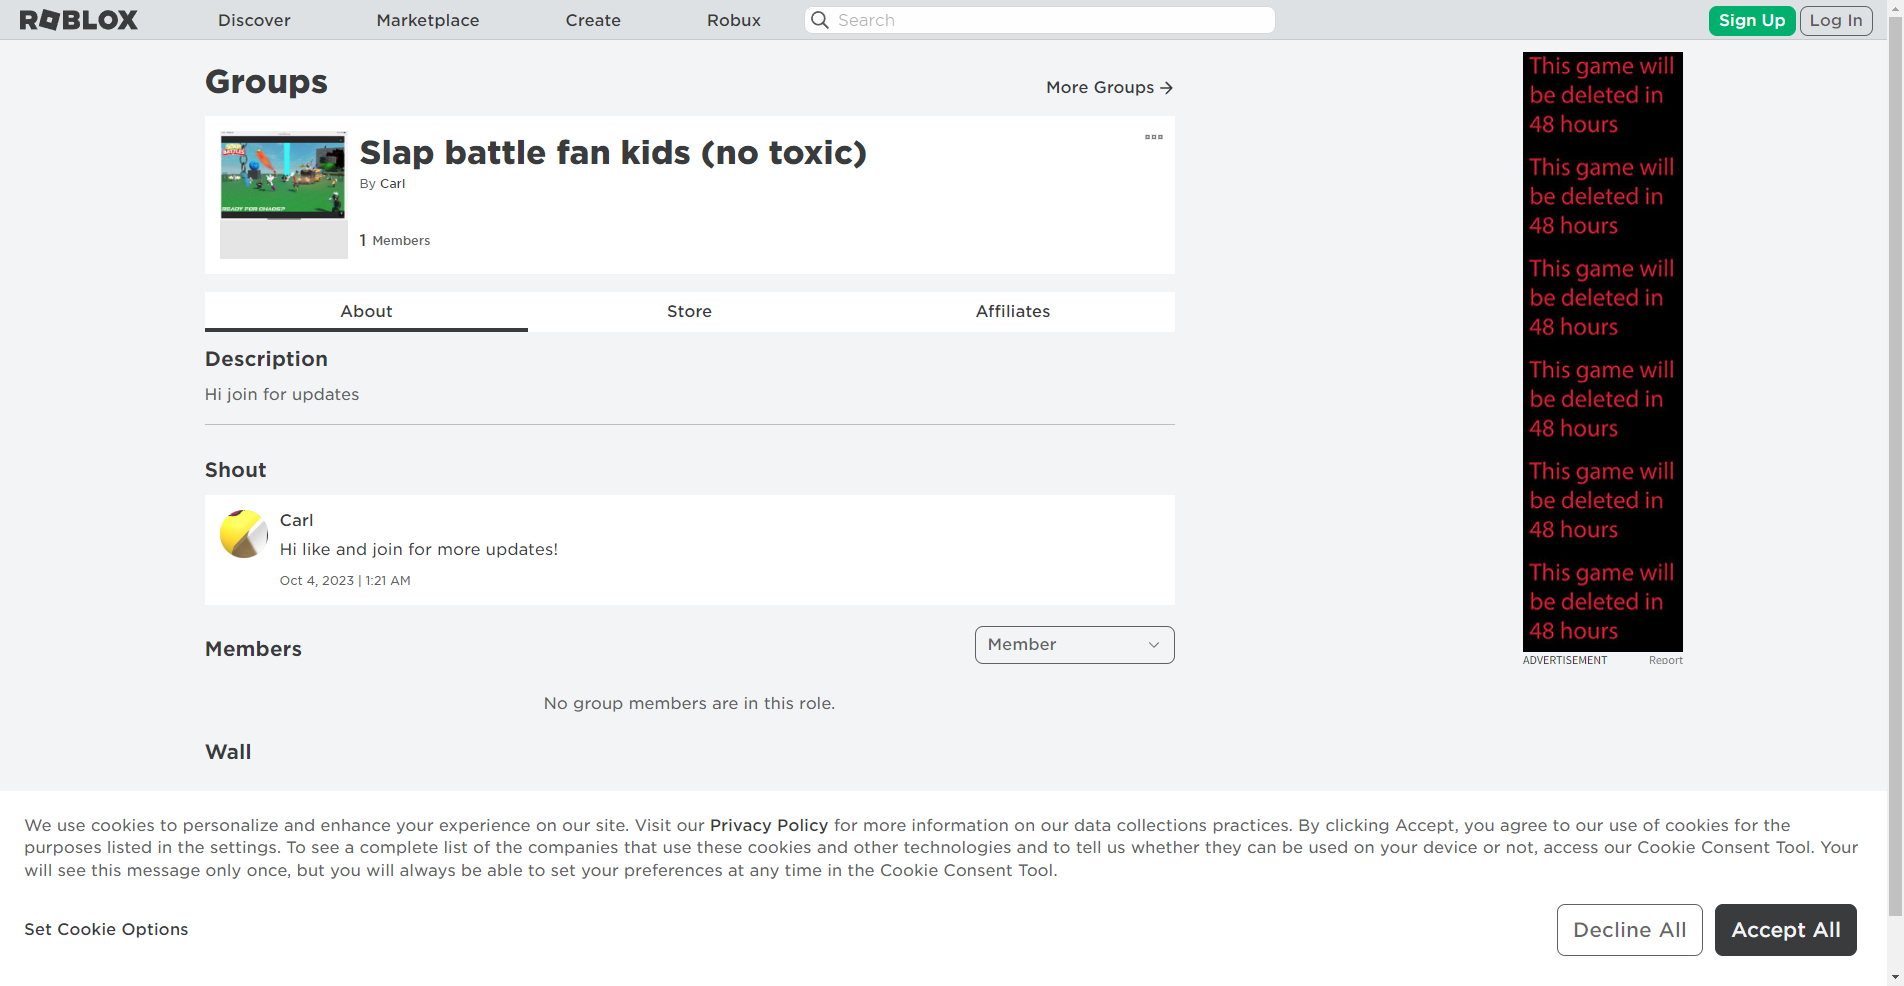 ROBLOX
Discover
Marketplace
Create
Robux
Search
Sign Up
Log In
Groups
More Groups
Slap battle fan kids (no toxic)
By Carl
1 Members
READY FOR CHAOS?
About
Store
Affiliates
Description
Hi join for updates
Shout
Carl
Hi like and join for more updates!
Oct 4, 2023 | 1:21 AM
Members
Member
No group members are in this role.
Wall
This game will
be deleted in
48 hours
This game will
be deleted in
48 hours
This game will
be deleted in
48 hours
This game will
be deleted in
48 hours
This game will
be deleted in
48 hours
This game will
be deleted in
48 hours
ADVERTISEMENT
Report
We use cookies to personalize and enhance your experience on our site. Visit our Privacy Policy for more information on our data collections practices. By clicking Accept, you agree to our use of cookies for the
purposes listed in the settings. To see a complete list of the companies that use these cookies and other technologies and to tell us whether they can be used on your device or not, access our Cookie Consent Tool. Your
will see this message only once, but you will always be able to set your preferences at any time in the Cookie Consent Tool.
Set Cookie Options
Decline All
Accept All